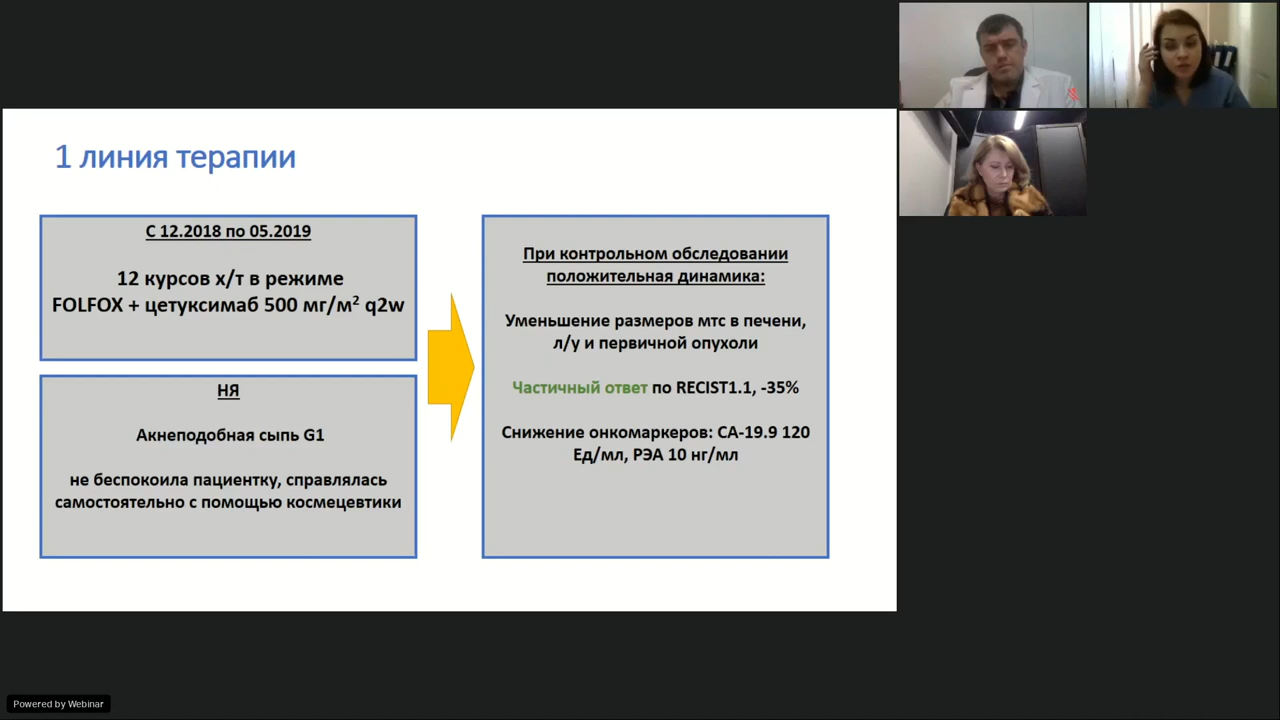 1 линия терапии
С 12.2018 по 05.2019
12 курсов х/т в режиме
FOLFOX + цетуксимаб 500 мг/м² q2w
НЯ
Акнеподобная сыпь G1
не беспокоила пациентку, справлялась
самостоятельно с помощью космецевтики
При контрольном обследовании
положительная динамика:
Уменьшение размеров мтс в печени,
л/у и первичной опухоли
Частичный ответ по RECIST1.1, -35%
Снижение онкомаркеров: СА-19.9 120
Ед/мл, РЭА 10 нг/мл
Powered by Webinar